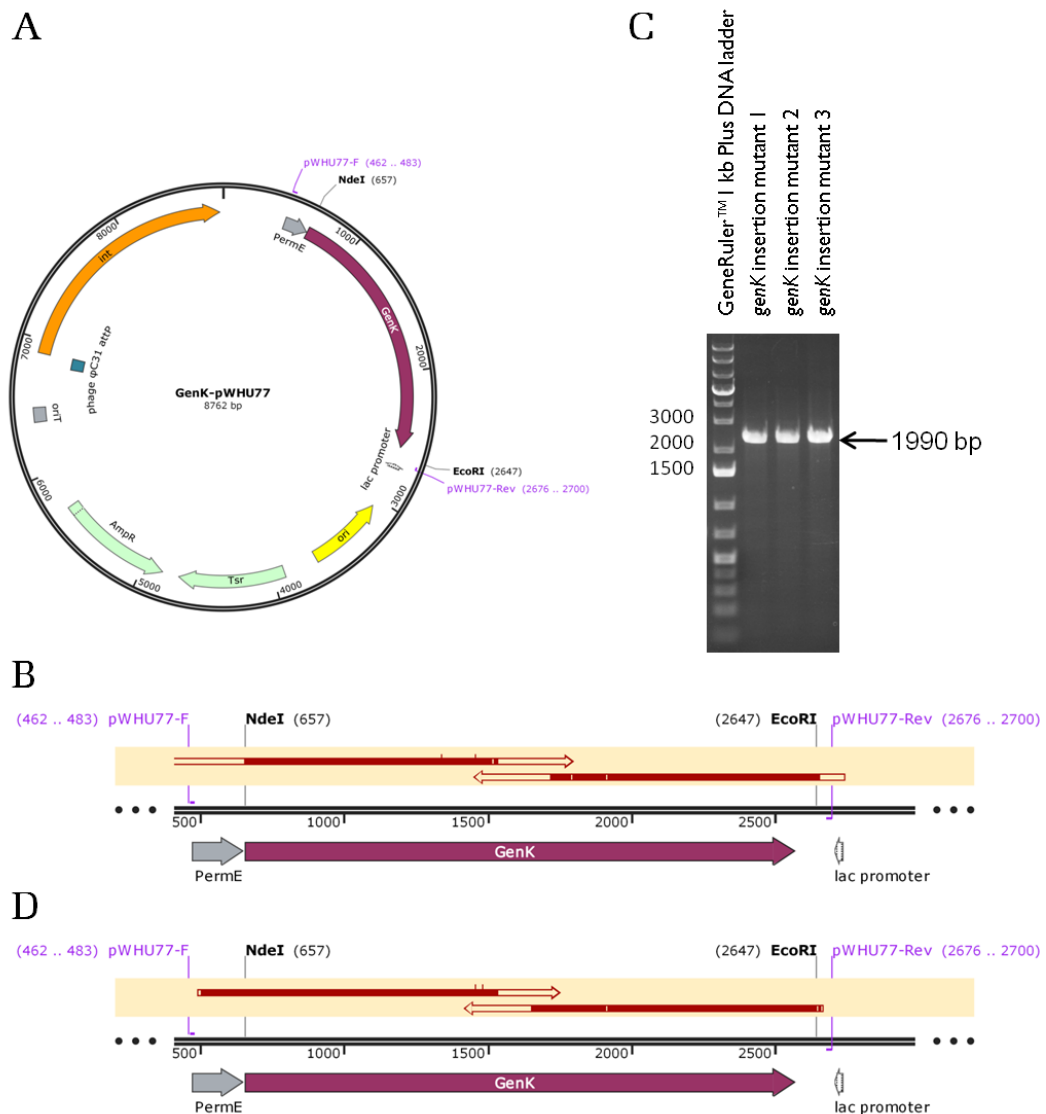 A
pWHU77-F (462 .. 483)
NdeI (657)
PermE
1000
GenK
2000
lac promoter
EcoRI (2647)
pWHU77-Rev (2676 .. 2700)
3000
ori
4000
Tsr
5000
AmpR
6000
oriT
phage φC31 attP
7000
int
8000
GenK-pWHU77
8762 bp
C
GeneRuler™ 1 kb Plus DNA ladder
genK insertion mutant 1
genK insertion mutant 2
genK insertion mutant 3
3000
2000
1500
1990 bp
B
(462 .. 483) pWHU77-F NdeI (657) (2647) EcoRI pWHU77-Rev (2676 .. 2700)
500 1000 1500 2000 2500
GenK
PermE lac promoter
D
(462 .. 483) pWHU77-F NdeI (657) (2647) EcoRI pWHU77-Rev (2676 .. 2700)
500 1000 1500 2000 2500
GenK
PermE lac promoter